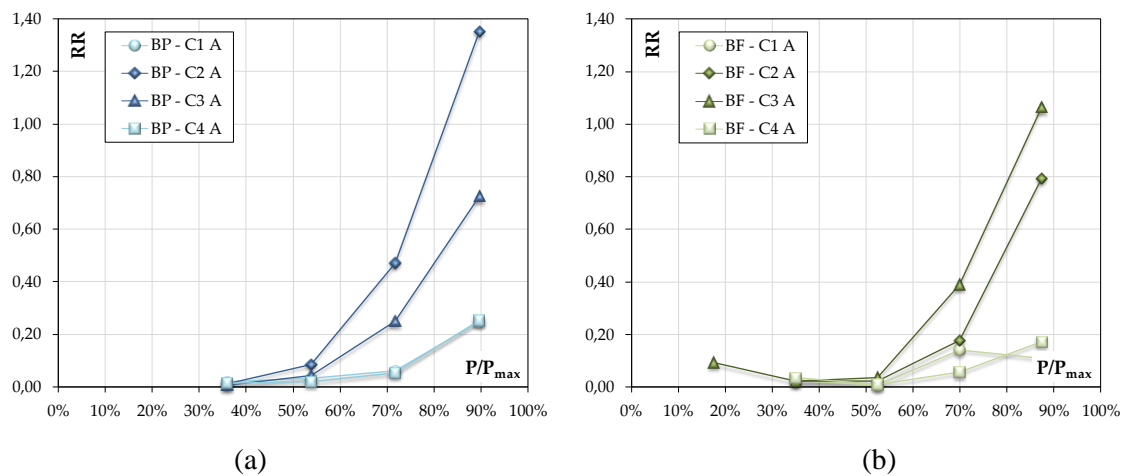 1,40
1,20
1,00
0,80
0,60
0,40
0,20
0,00
RR
BP - C1 A
BP - C2 A
BP - C3 A
BP - C4 A
P/Pmax
0% 10% 20% 30% 40% 50% 60% 70% 80% 90% 100%
(a)
1,40
1,20
1,00
0,80
0,60
0,40
0,20
0,00
RR
BF - C1 A
BF - C2 A
BF - C3 A
BF - C4 A
P/Pmax
0% 10% 20% 30% 40% 50% 60% 70% 80% 90% 100%
(b)